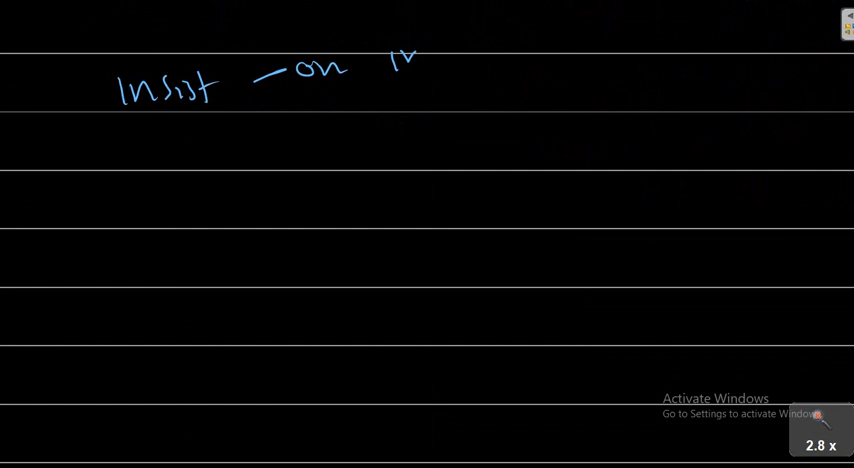 Insist - on
Activate Windows
Go to Settings to activate Windows.
2.8 x